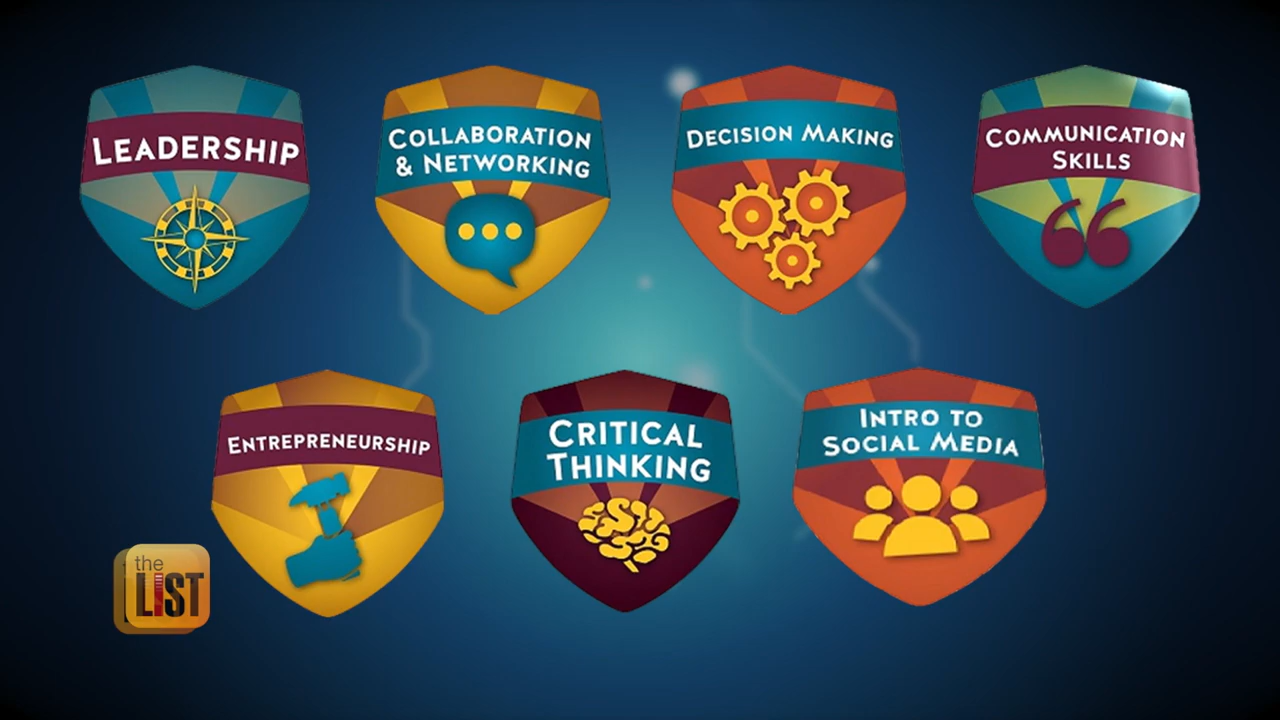 LEADERSHIP
COLLABORATION
& NETWORKING
DECISION MAKING
COMMUNICATION
SKILLS
ENTREPRENEURSHIP
CRITICAL
THINKING
INTRO TO
SOCIAL MEDIA
the
LIST